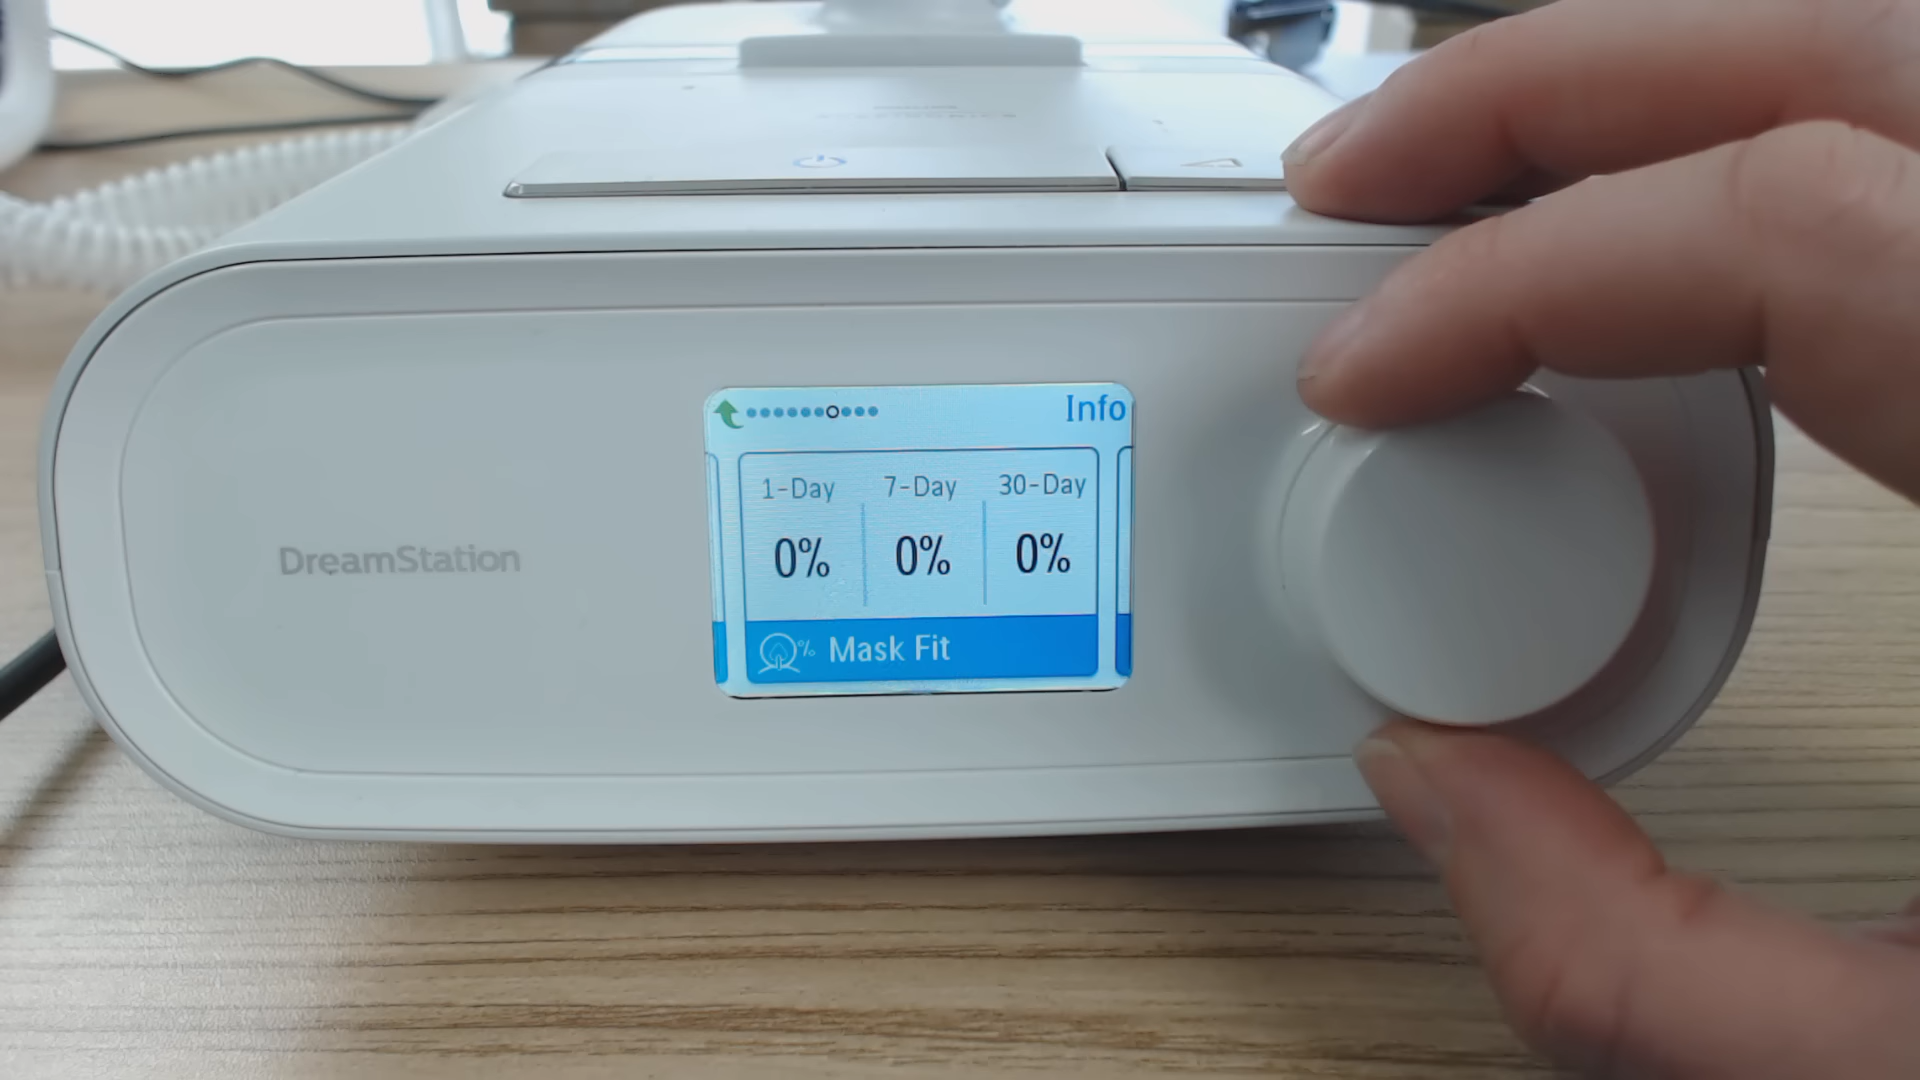 Info
1-Day 7-Day 30-Day
0% 0% 0%
% Mask Fit
DreamStation